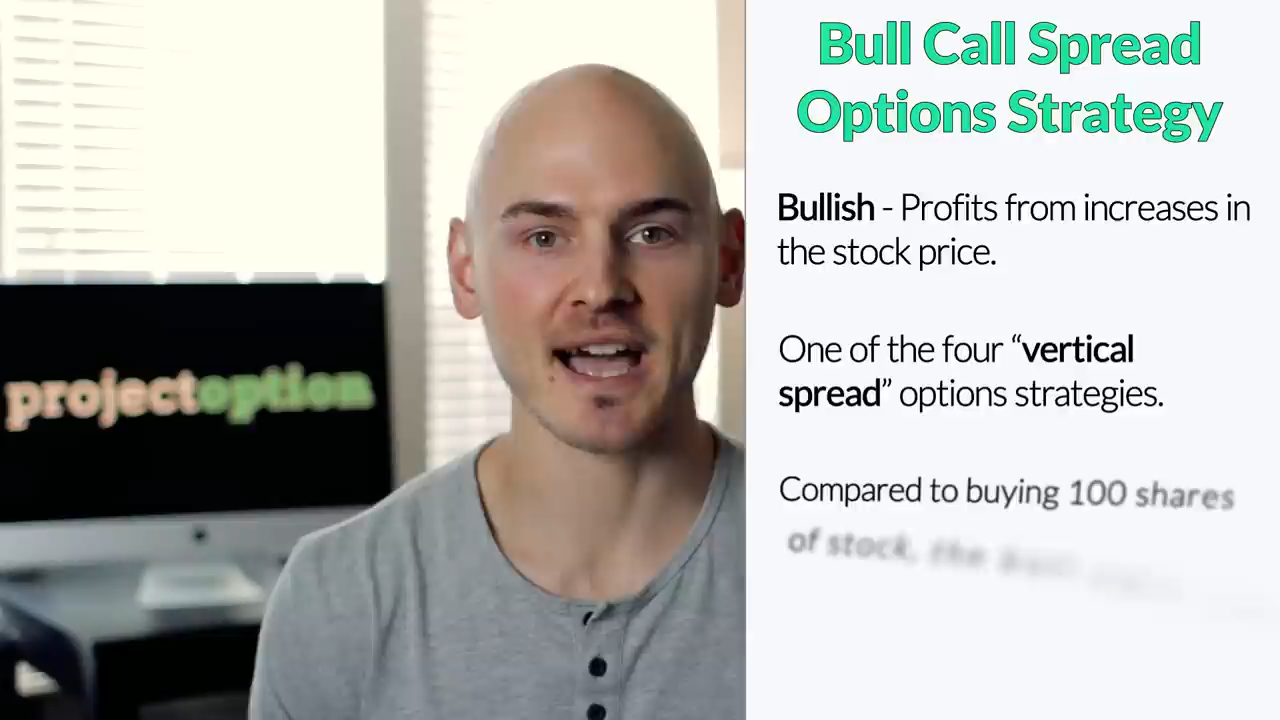 projectoption
Bull Call Spread
Options Strategy
Bullish - Profits from increases in
the stock price.
One of the four “vertical
spread” options strategies.
Compared to buying 100 shares
of stock, the